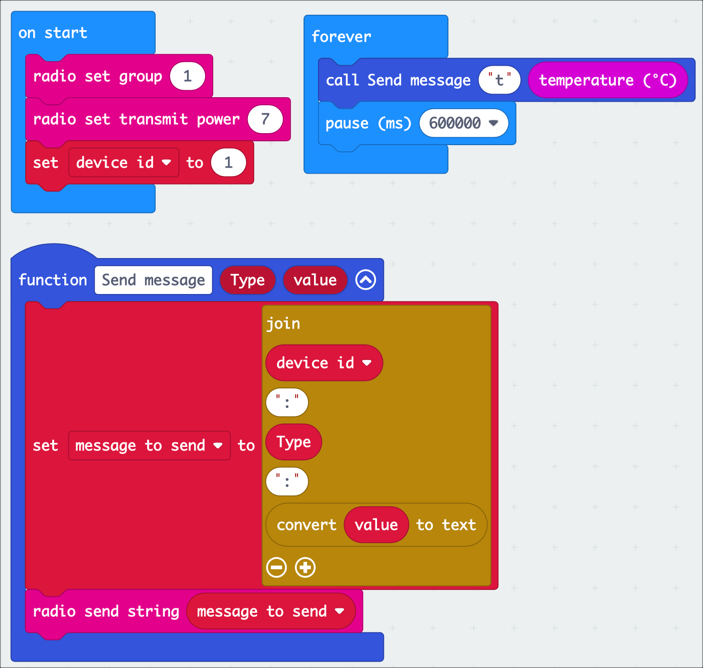 on start
radio set group 1
radio set transmit power 7
set device id to 1
forever
call Send message "t" temperature (°C)
pause (ms) 600000
function Send message Type value
set message to send to
join
device id
":"
Type
":"
convert value to text
radio send string message to send